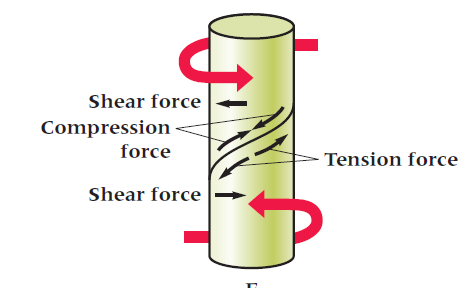 Shear force
Compression
force
Tension force
Shear force